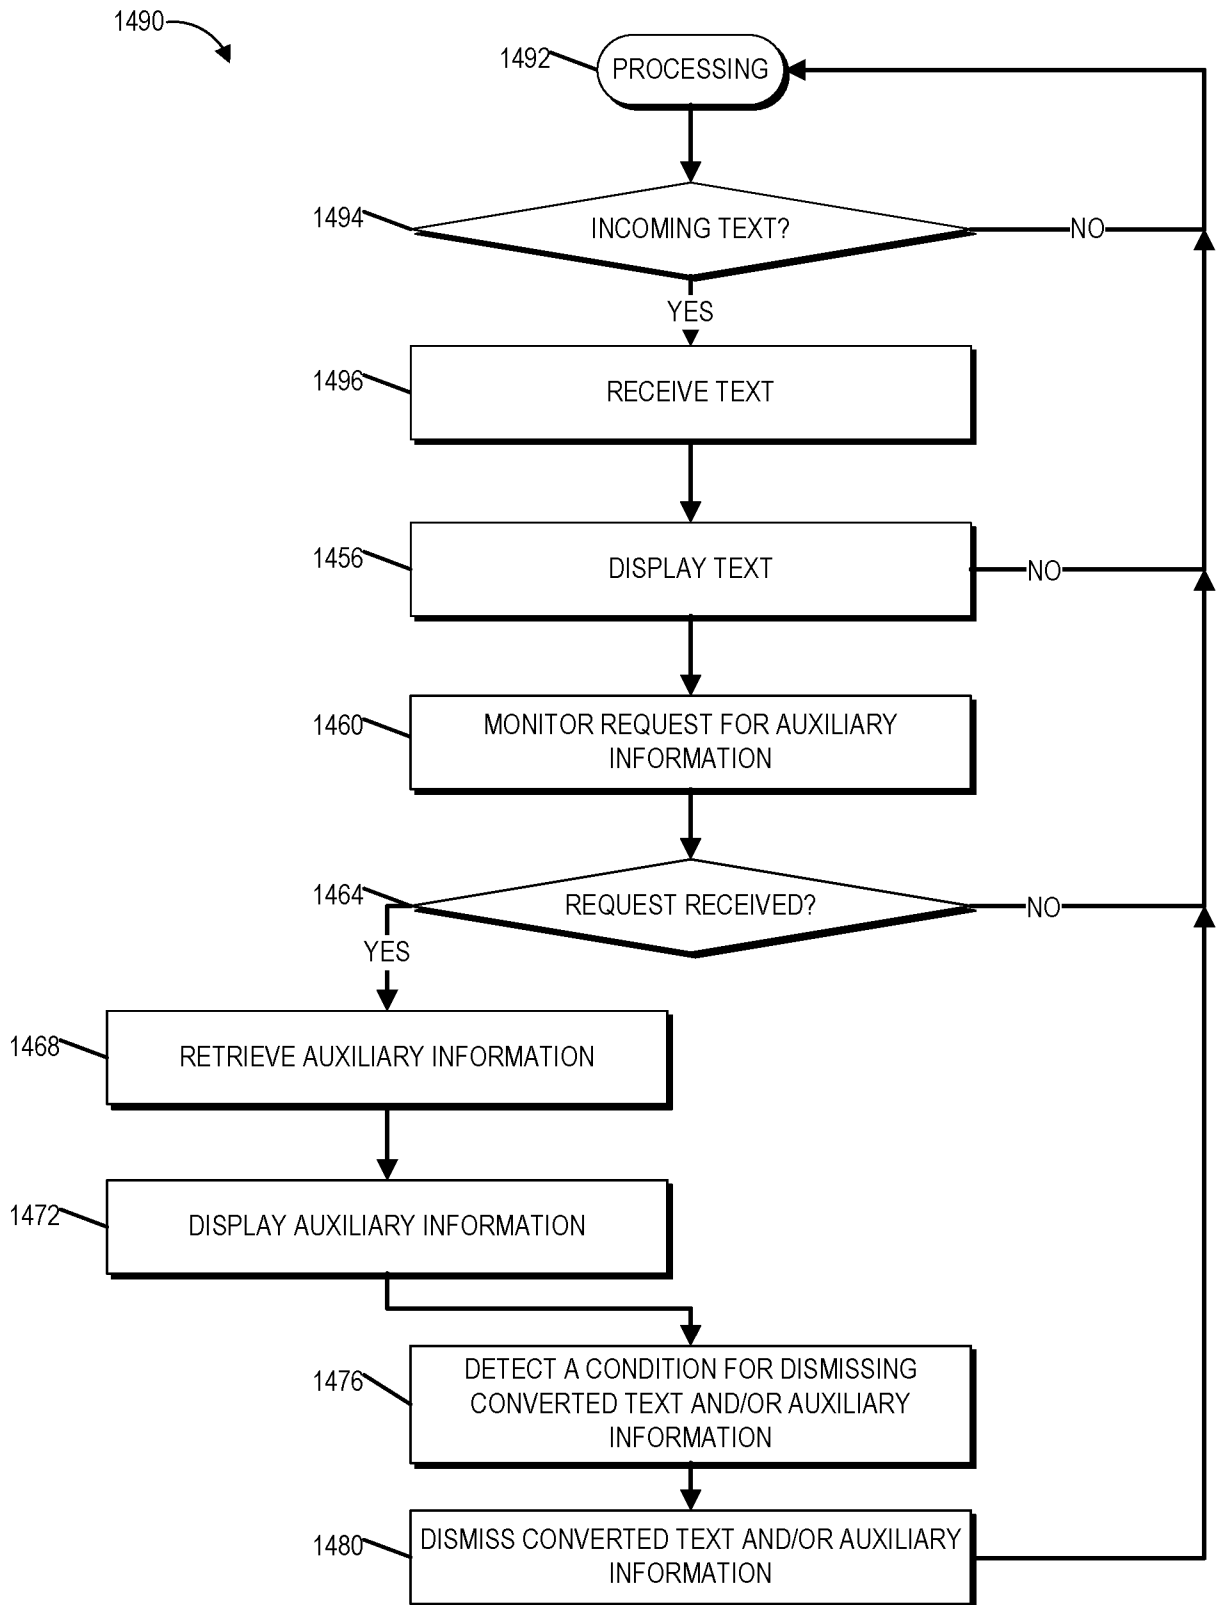 1490
1492
PROCESSING
1494
INCOMING TEXT?
NO
YES
1496
RECEIVE TEXT
1456
DISPLAY TEXT
NO
1460
MONITOR REQUEST FOR AUXILIARY
INFORMATION
1464
REQUEST RECEIVED?
NO
YES
1468
RETRIEVE AUXILIARY INFORMATION
1472
DISPLAY AUXILIARY INFORMATION
1476
DETECT A CONDITION FOR DISMISSING
CONVERTED TEXT AND/OR AUXILIARY
INFORMATION
1480
DISMISS CONVERTED TEXT AND/OR AUXILIARY
INFORMATION